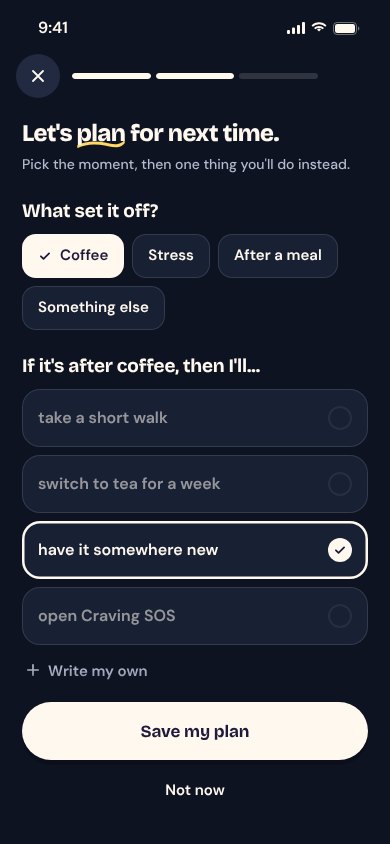 9:41
Let's plan for next time.
Pick the moment, then one thing you'll do instead.
What set it off?
Coffee
Stress
After a meal
Something else
If it's after coffee, then I'll...
take a short walk
switch to tea for a week
have it somewhere new
open Craving SOS
Write my own
Save my plan
Not now